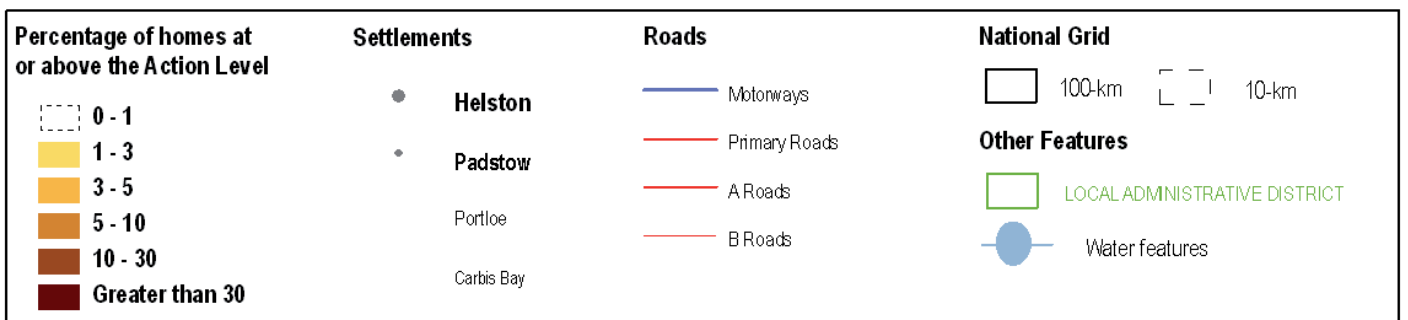 Percentage of homes at
or above the Action Level
0 - 1
1 - 3
3 - 5
5 - 10
10 - 30
Greater than 30
Settlements
Helston
Padstow
Portloe
Carbis Bay
Roads
Motorways
Primary Roads
A Roads
B Roads
National Grid
100-km
10-km
Other Features
LOCAL ADMINISTRATIVE DISTRICT
Water features